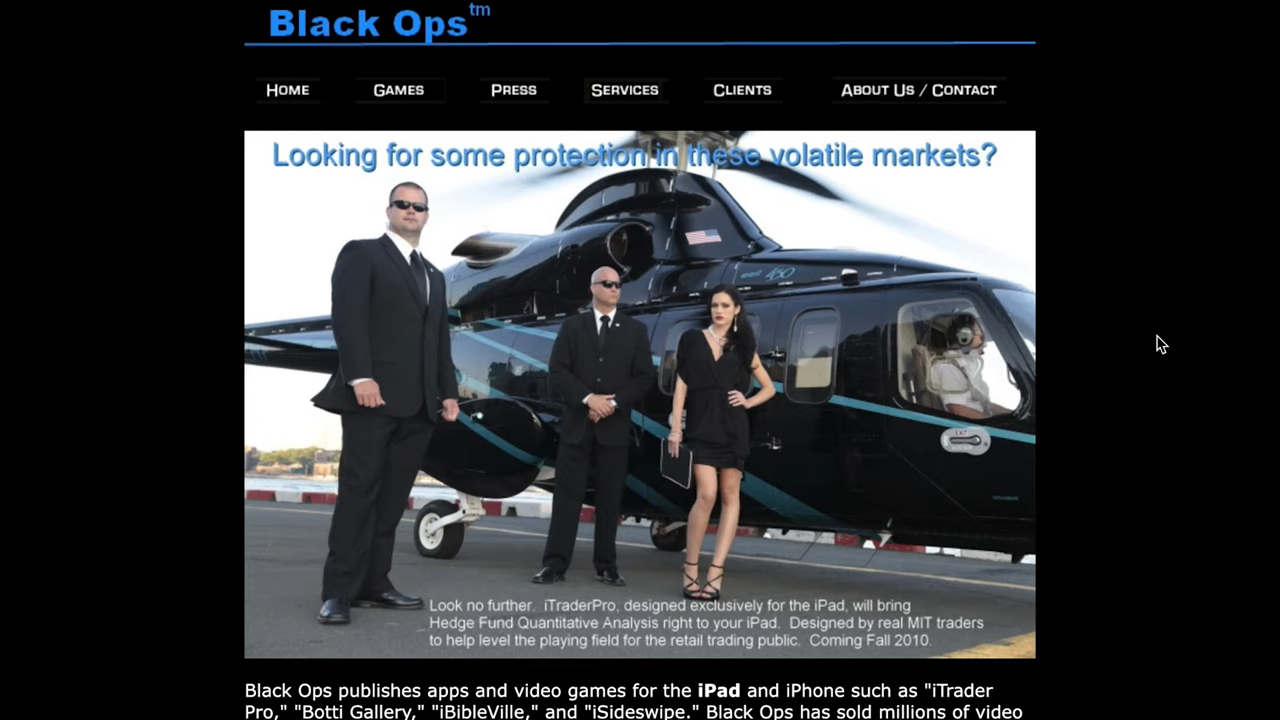 Black Ops tm
HOME GAMES PRESS SERVICES CLIENTS ABOUT US / CONTACT
Looking for some protection in these volatile markets?
450
EXIT
Look no further. iTraderPro, designed exclusively for the iPad, will bring
Hedge Fund Quantitative Analysis right to your iPad. Designed by real MIT traders
to help level the playing field for the retail trading public. Coming Fall 2010.
Black Ops publishes apps and video games for the iPad and iPhone such as "iTrader
Pro," "Botti Gallery," "iBibleVille," and "iSideswipe." Black Ops has sold millions of video